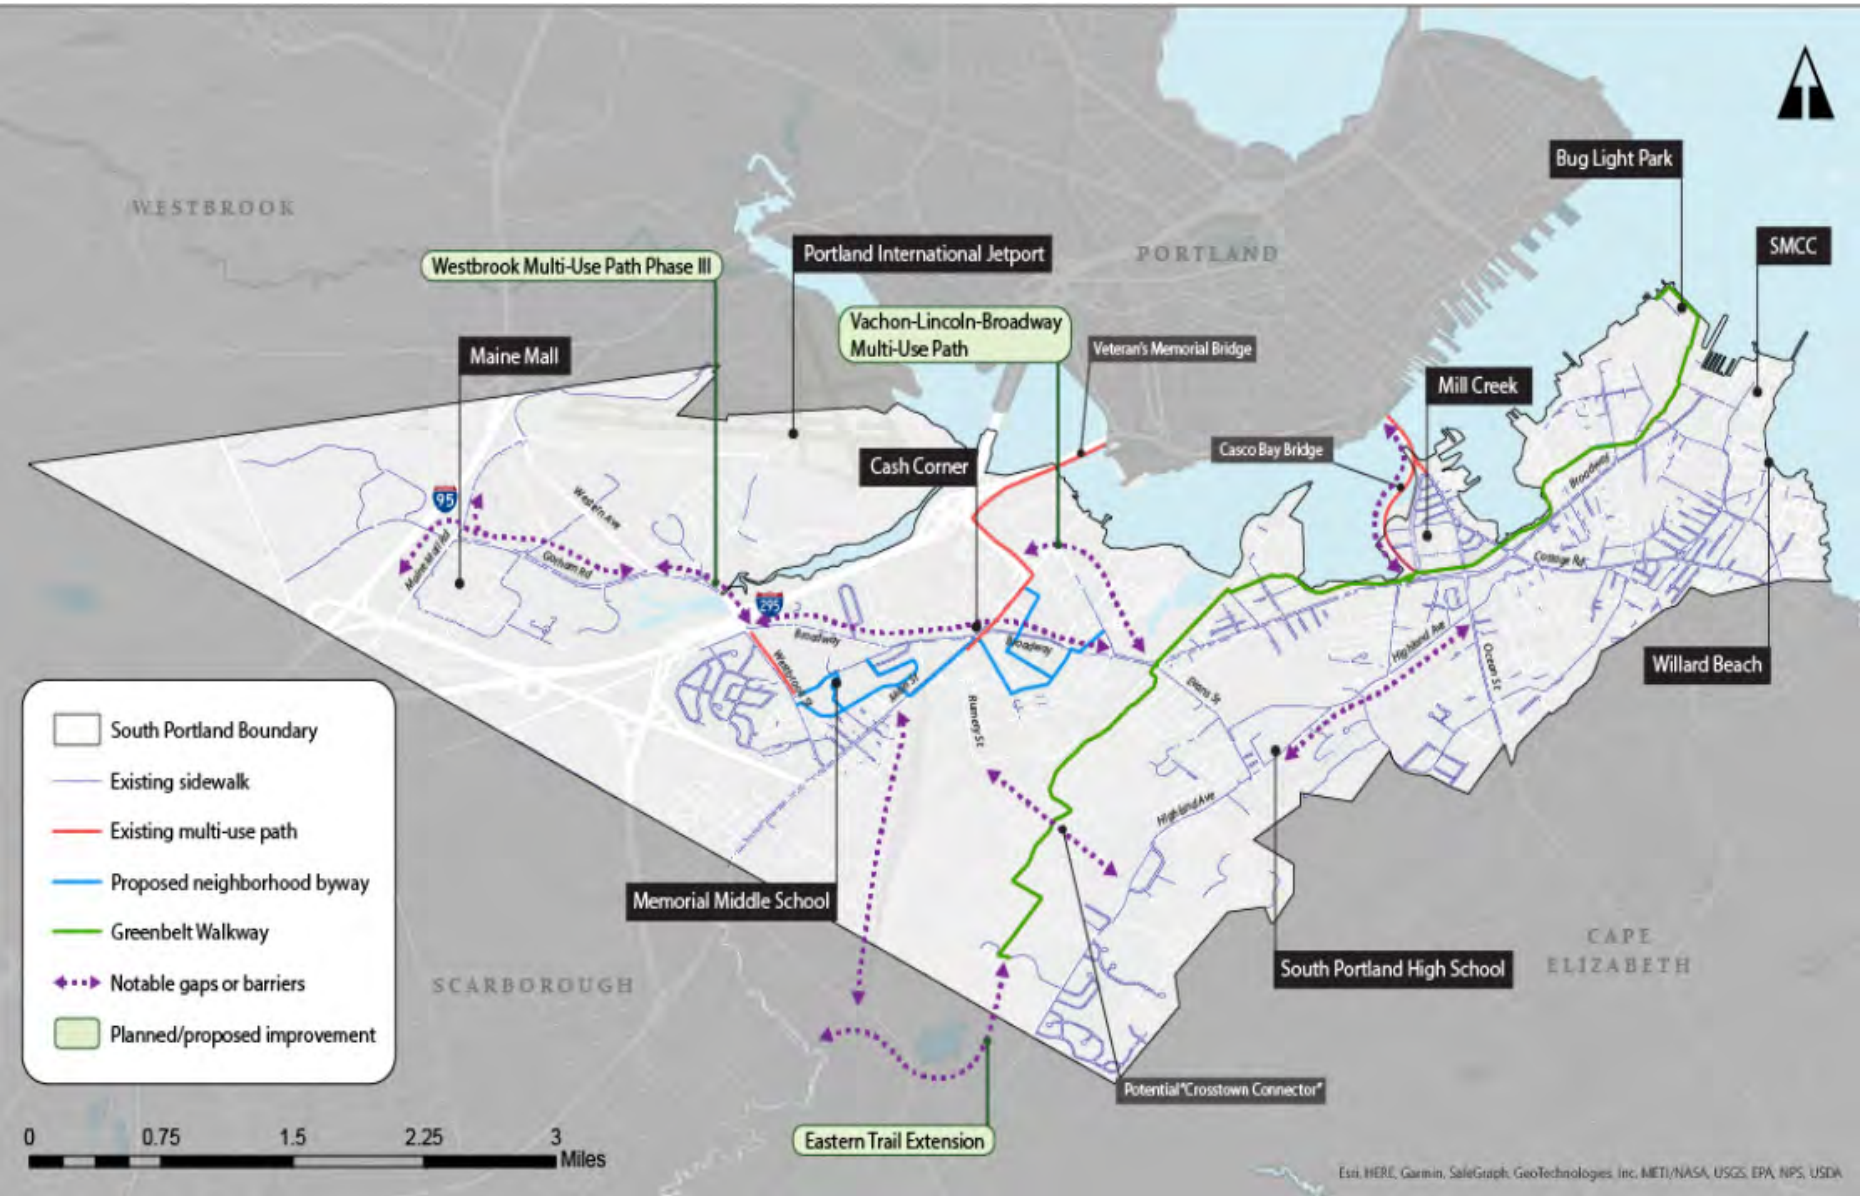 Bug Light Park
WESTBROOK
SMCC
Portland International Jetport
PORTLAND
Westbrook Multi-Use Path Phase III
Vachon-Lincoln-Broadway
Multi-Use Path
Maine Mall
Veteran's Memorial Bridge
Mill Creek
Casco Bay Bridge
Cash Corner
Broadway
95
Western Ave
Maine Mall Rd
Gorham Rd
Cottage Rd
295
Broadway
Broadway
Highland Ave
Ocean St
Willard Beach
Westbrook St
Main St
Rumery St
Evans St
South Portland Boundary
Existing sidewalk
Existing multi-use path
Proposed neighborhood byway
Greenbelt Walkway
Notable gaps or barriers
Planned/proposed improvement
Highland Ave
Memorial Middle School
CAPE
ELIZABETH
South Portland High School
SCARBOROUGH
Potential "Crosstown Connector"
Eastern Trail Extension
0 0.75 1.5 2.25 3
Miles
Esri, HERE, Garmin, SafeGraph, GeoTechnologies, Inc, METI/NASA, USGS, EPA, NPS, USDA